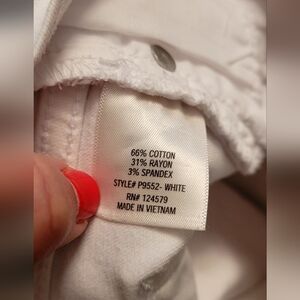 66% COTTON
31% RAYON
3% SPANDEX
STYLE# P9552- WHITE
RN# 124579
MADE IN VIETNAM